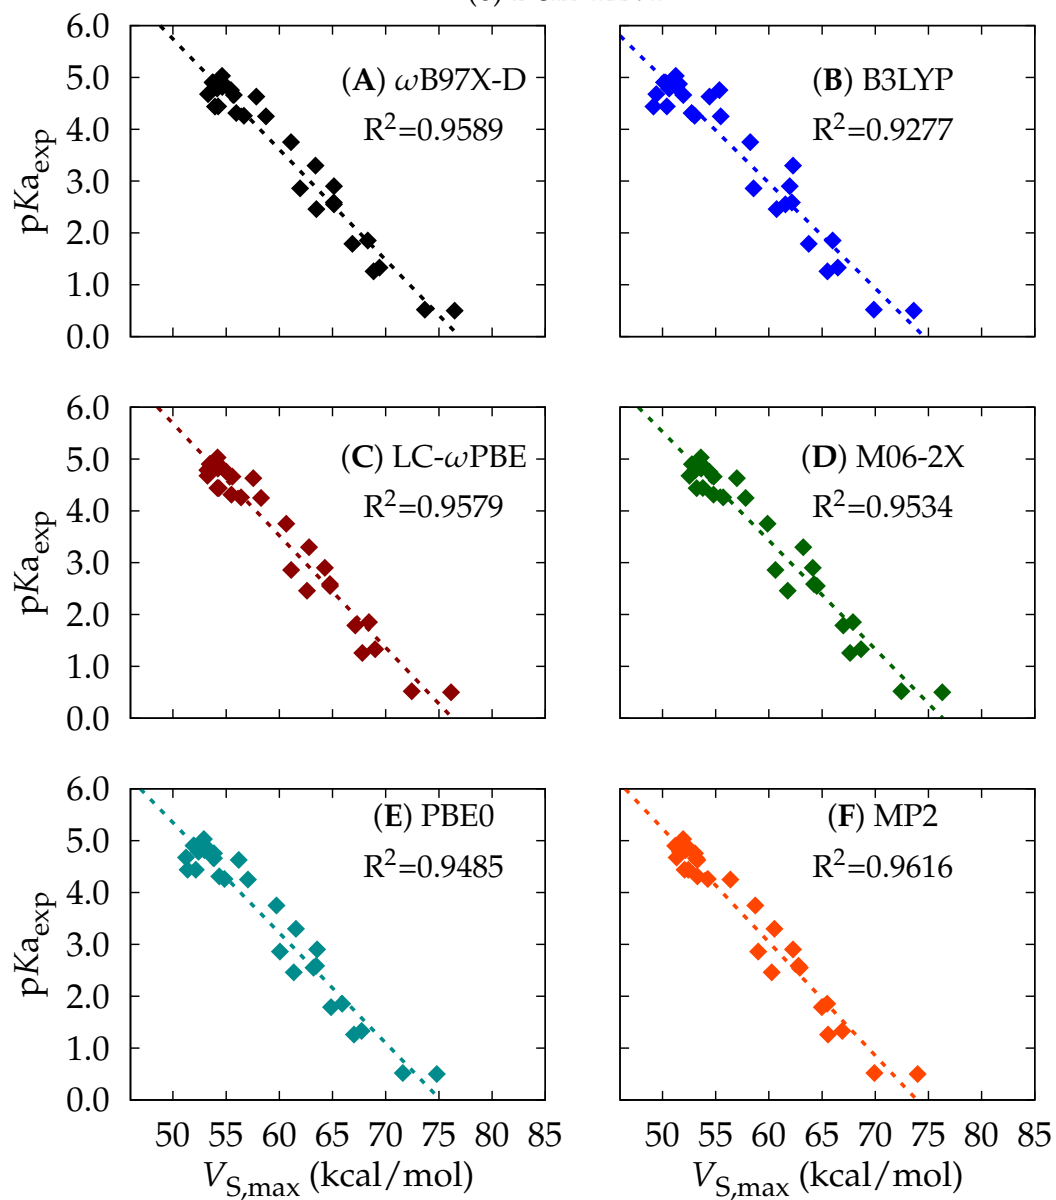 6.0
5.0
4.0
3.0
2.0
1.0
0.0
pKa_exp
(A) ωB97X-D
R²=0.9589
(B) B3LYP
R²=0.9277
6.0
5.0
4.0
3.0
2.0
1.0
0.0
pKa_exp
(C) LC-ωPBE
R²=0.9579
(D) M06-2X
R²=0.9534
6.0
5.0
4.0
3.0
2.0
1.0
0.0
pKa_exp
(E) PBE0
R²=0.9485
(F) MP2
R²=0.9616
50 55 60 65 70 75 80 85
50 55 60 65 70 75 80 85
V_S,max (kcal/mol)
V_S,max (kcal/mol)